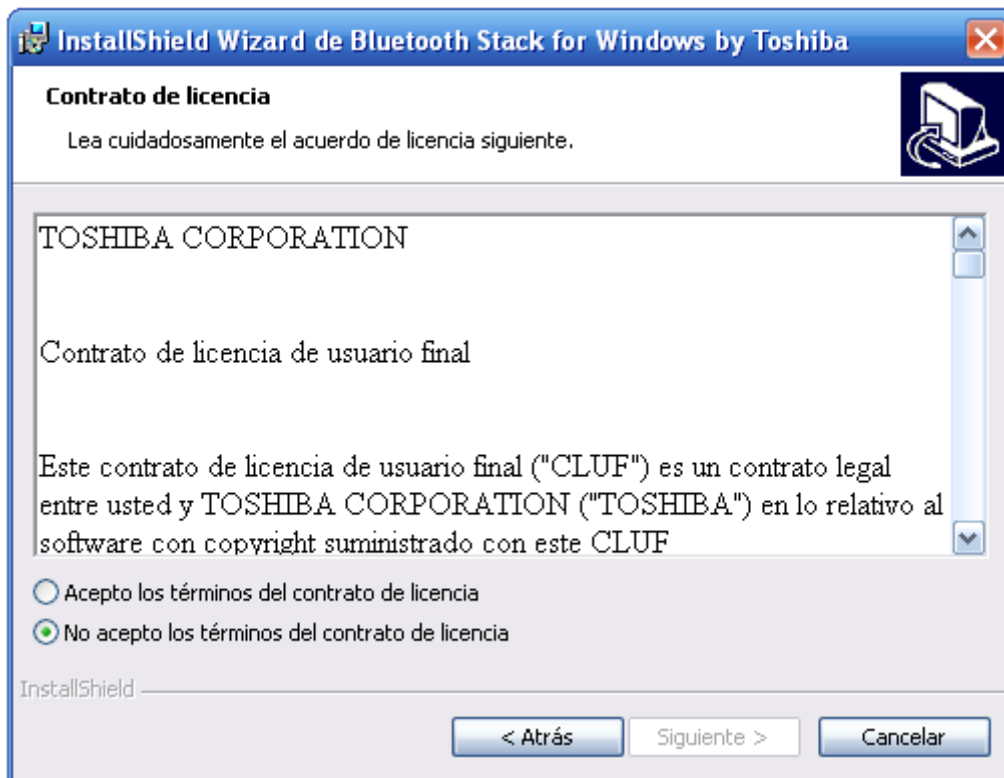 InstallShield Wizard de Bluetooth Stack for Windows by Toshiba
Contrato de licencia
Lea cuidadosamente el acuerdo de licencia siguiente.
TOSHIBA CORPORATION
Contrato de licencia de usuario final
Este contrato de licencia de usuario final ("CLUF") es un contrato legal
entre usted y TOSHIBA CORPORATION ("TOSHIBA") en lo relativo al
software con copyright suministrado con este CLUF
Acepto los términos del contrato de licencia
No acepto los términos del contrato de licencia
InstallShield
< Atrás
Siguiente >
Cancelar